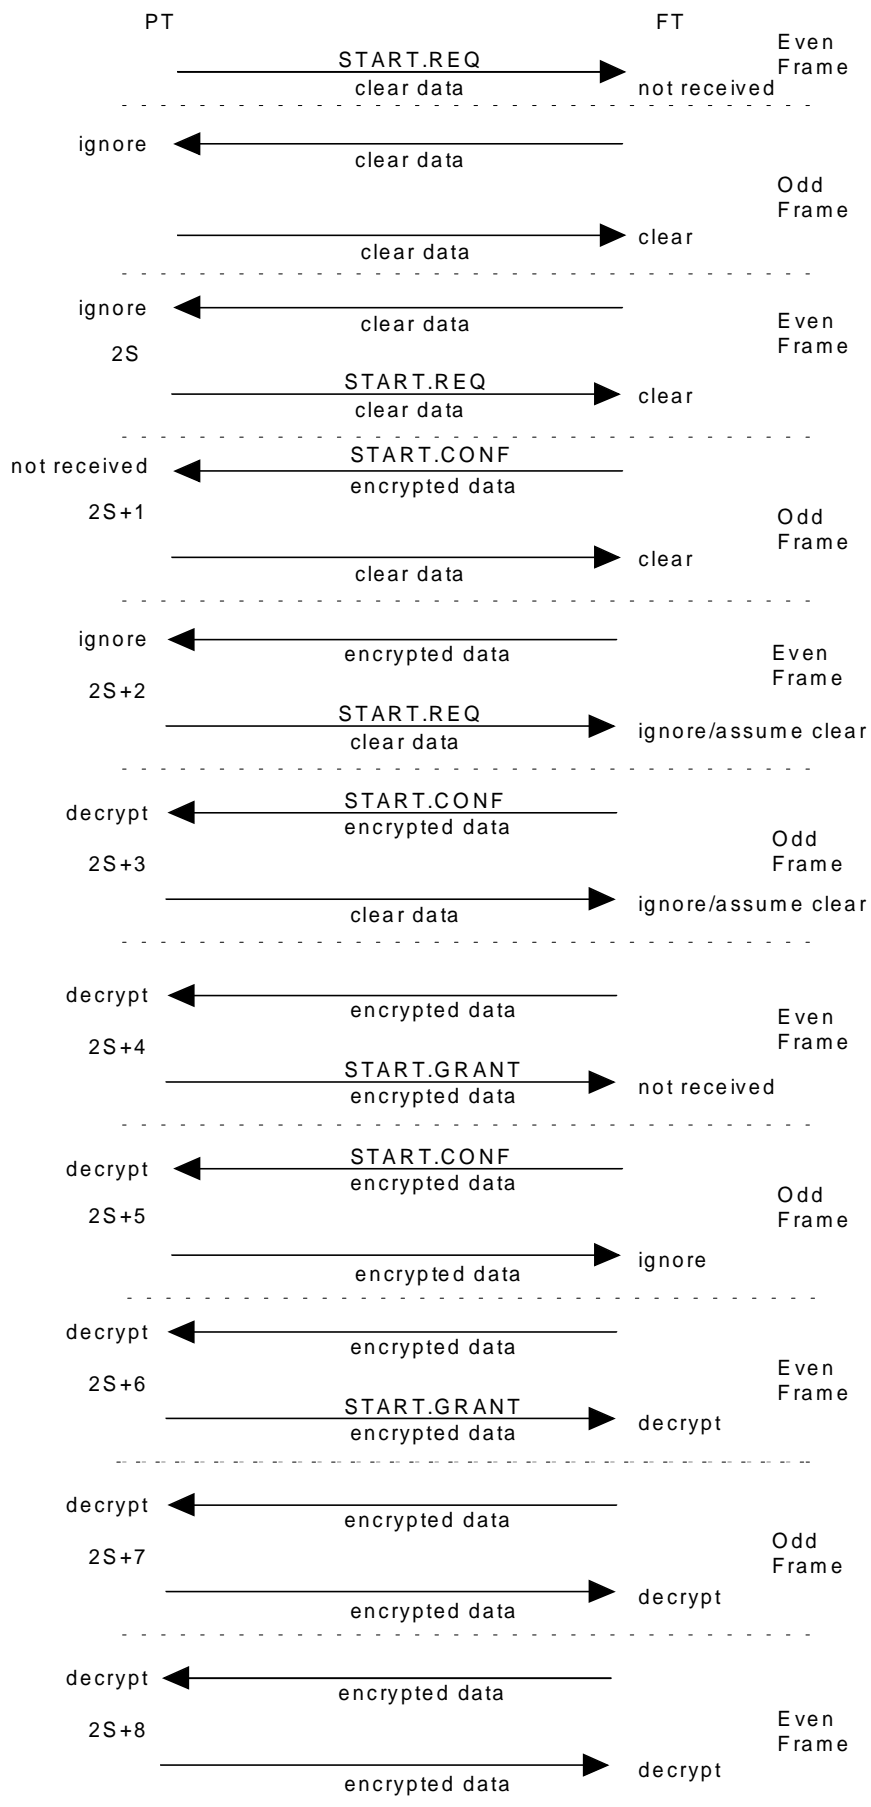 PT FT
Even
Frame
START.REQ
clear data
not received
ignore
clear data
Odd
Frame
clear data
clear
ignore
clear data
Even
Frame
2S
START.REQ
clear data
clear
not received
START.CONF
encrypted data
2S+1
Odd
Frame
clear data
clear
ignore
encrypted data
Even
Frame
2S+2
START.REQ
clear data
ignore/assume clear
decrypt
START.CONF
encrypted data
2S+3
Odd
Frame
clear data
ignore/assume clear
decrypt
encrypted data
Even
Frame
2S+4
START.GRANT
encrypted data
not received
decrypt
START.CONF
encrypted data
2S+5
Odd
Frame
encrypted data
ignore
decrypt
encrypted data
Even
Frame
2S+6
START.GRANT
encrypted data
decrypt
decrypt
encrypted data
Odd
Frame
2S+7
encrypted data
decrypt
decrypt
encrypted data
Even
Frame
2S+8
encrypted data
decrypt